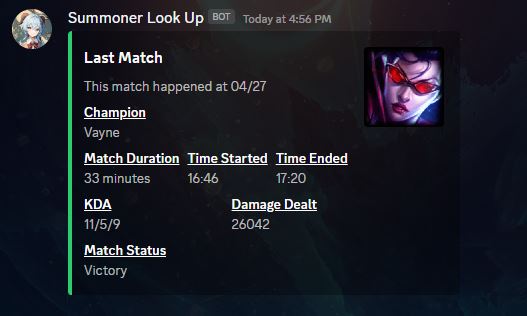 Summoner Look Up BOT Today at 4:56 PM
Last Match
This match happened at 04/27
Champion
Vayne
Match Duration Time Started Time Ended
33 minutes 16:46 17:20
KDA Damage Dealt
11/5/9 26042
Match Status
Victory